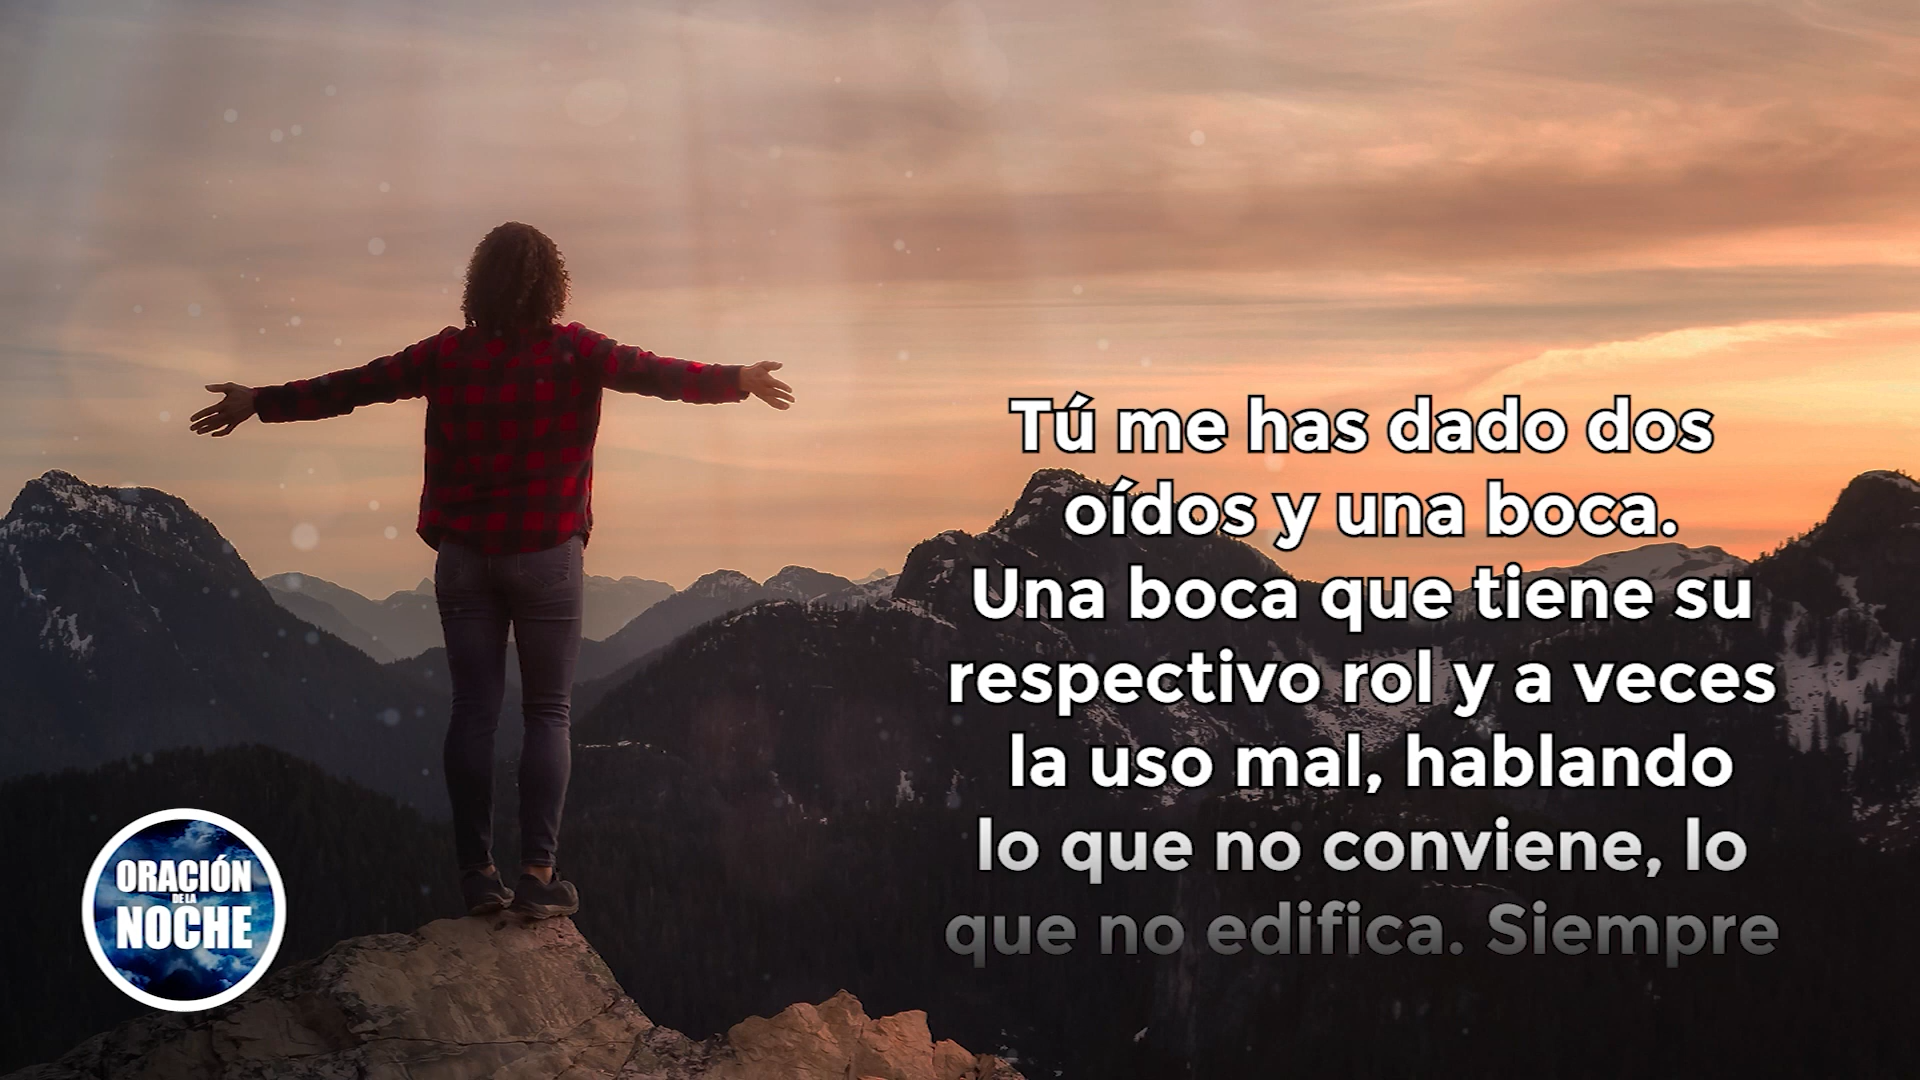 Tú me has dado dos
oídos y una boca.
Una boca que tiene su
respectivo rol y a veces
la uso mal, hablando
lo que no conviene, lo
que no edifica. Siempre
ORACIÓN
DE LA
NOCHE